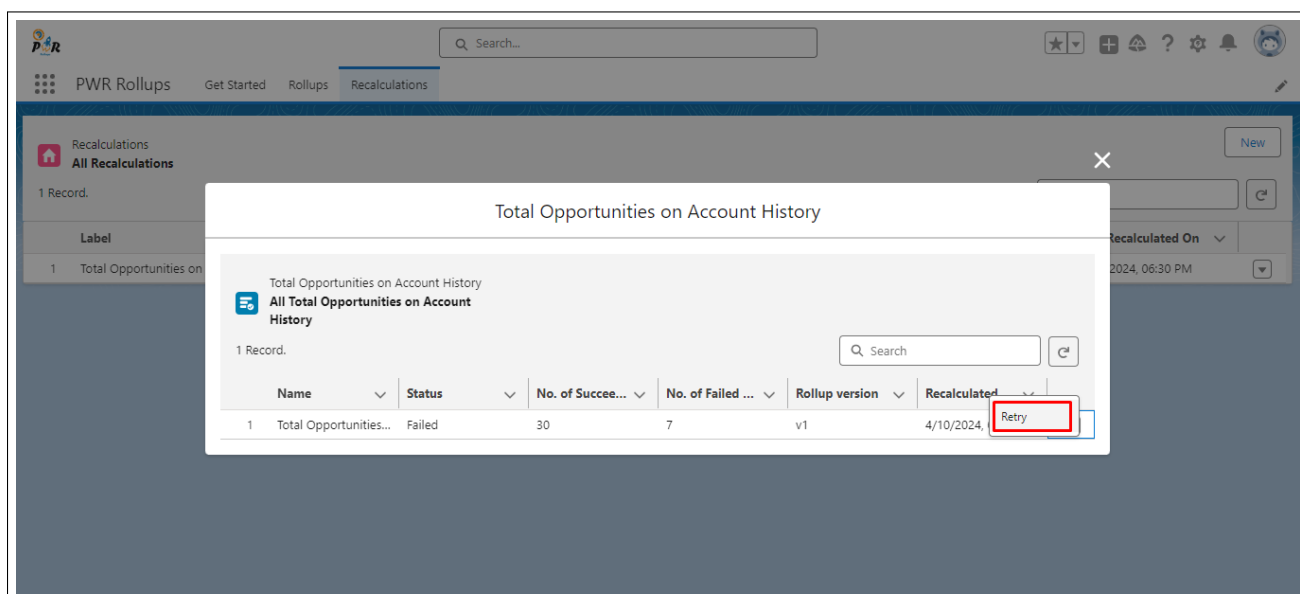 PWR
Search...
PWR Rollups Get Started Rollups Recalculations
Recalculations
All Recalculations
New
1 Record.
Label
Recalculated On
1 Total Opportunities on
2024, 06:30 PM
Total Opportunities on Account History
Total Opportunities on Account History
All Total Opportunities on Account
History
1 Record.
Search
Name Status No. of Succee... No. of Failed ... Rollup version Recalculated
1 Total Opportunities... Failed 30 7 v1 4/10/2024,
Retry